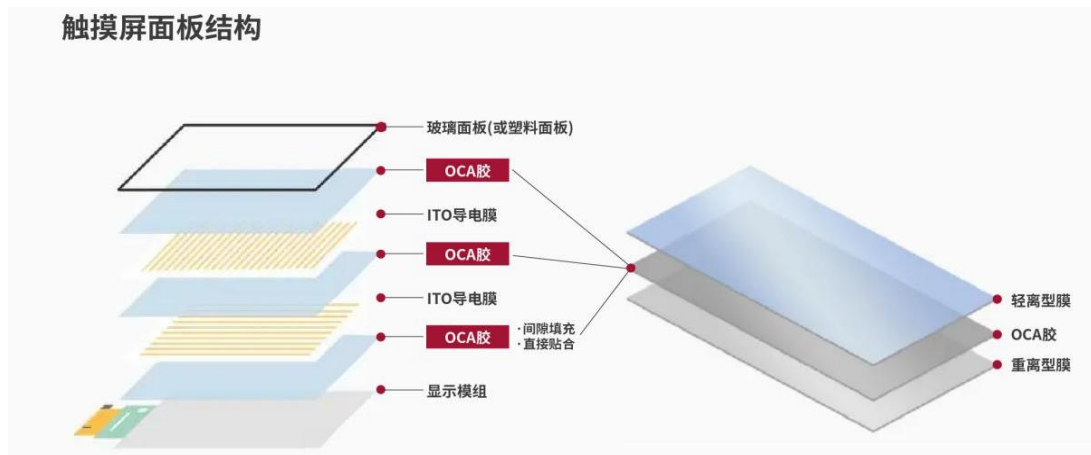 触摸屏面板结构
玻璃面板(或塑料面板)
OCA胶
ITO导电膜
OCA胶
ITO导电膜
OCA胶
·间隙填充
·直接贴合
显示模组
轻离型膜
OCA胶
重离型膜